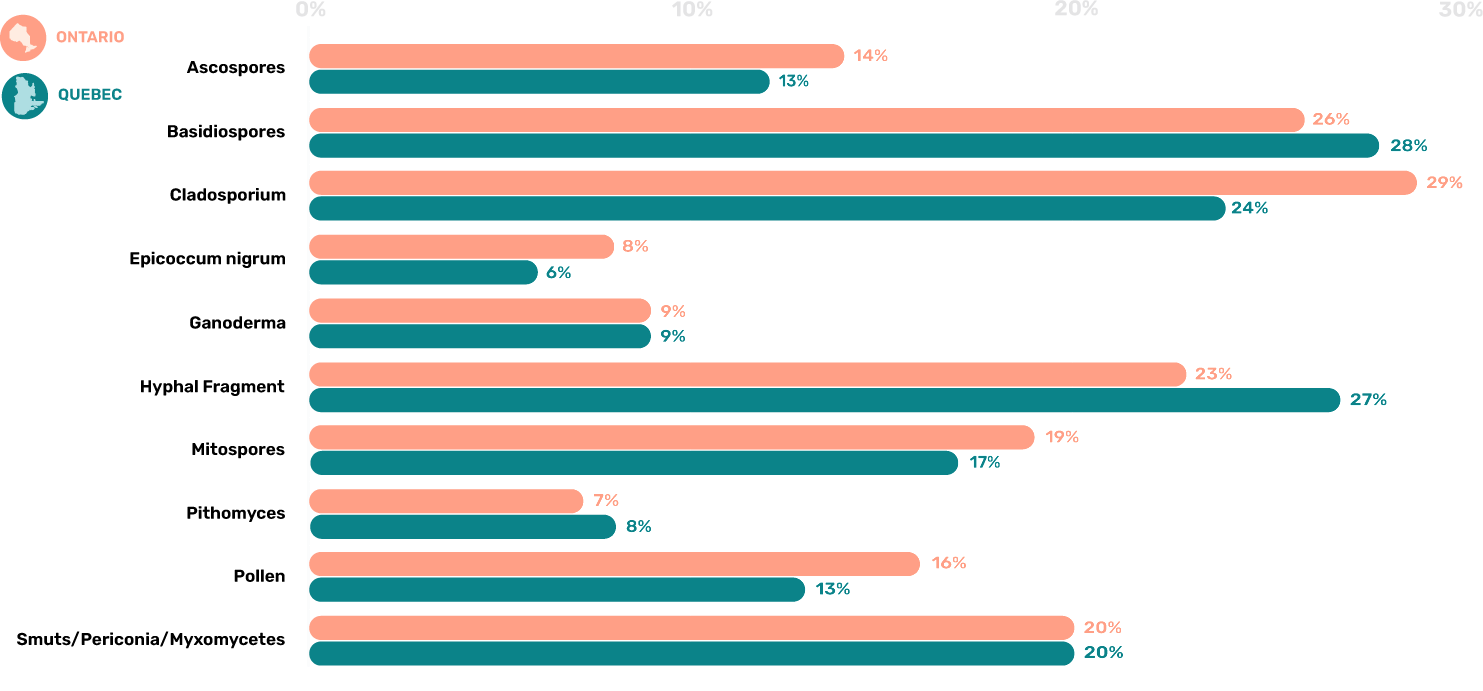 0% 10% 20% 30%
ONTARIO
QUEBEC
Ascospores
14%
13%
Basidiospores
26%
28%
Cladosporium
29%
24%
Epicoccum nigrum
8%
6%
Ganoderma
9%
9%
Hyphal Fragment
23%
27%
Mitospores
19%
17%
Pithomyces
7%
8%
Pollen
16%
13%
Smuts/Periconia/Myxomycetes
20%
20%